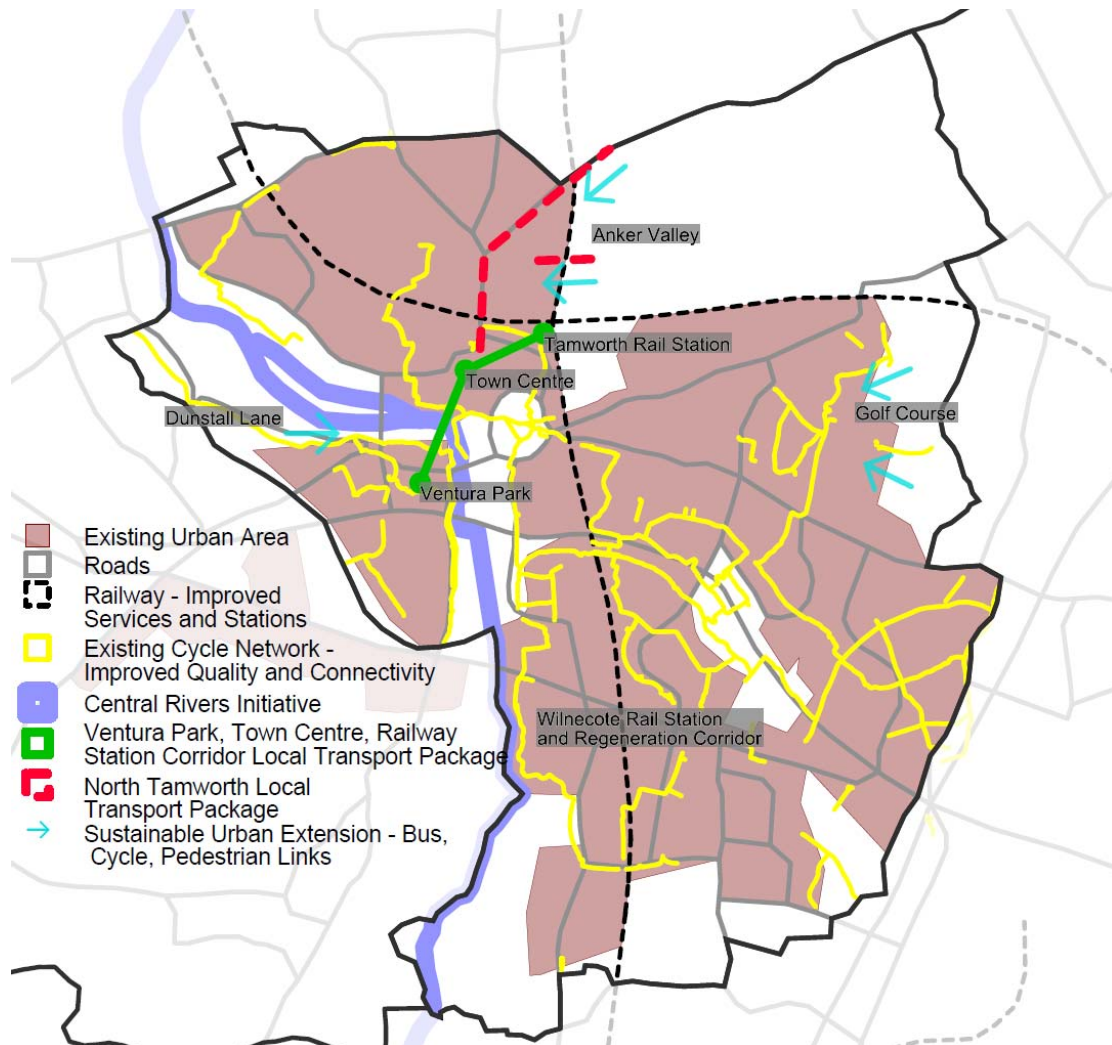 Anker Valley
Tamworth Rail Station
Town Centre
Dunstall Lane
Golf Course
Ventura Park
Existing Urban Area
Roads
Railway - Improved
Services and Stations
Existing Cycle Network -
Improved Quality and Connectivity
Central Rivers Initiative
Ventura Park, Town Centre, Railway
Station Corridor Local Transport Package
North Tamworth Local
Transport Package
Sustainable Urban Extension - Bus,
Cycle, Pedestrian Links
Wilnecote Rail Station
and Regeneration Corridor